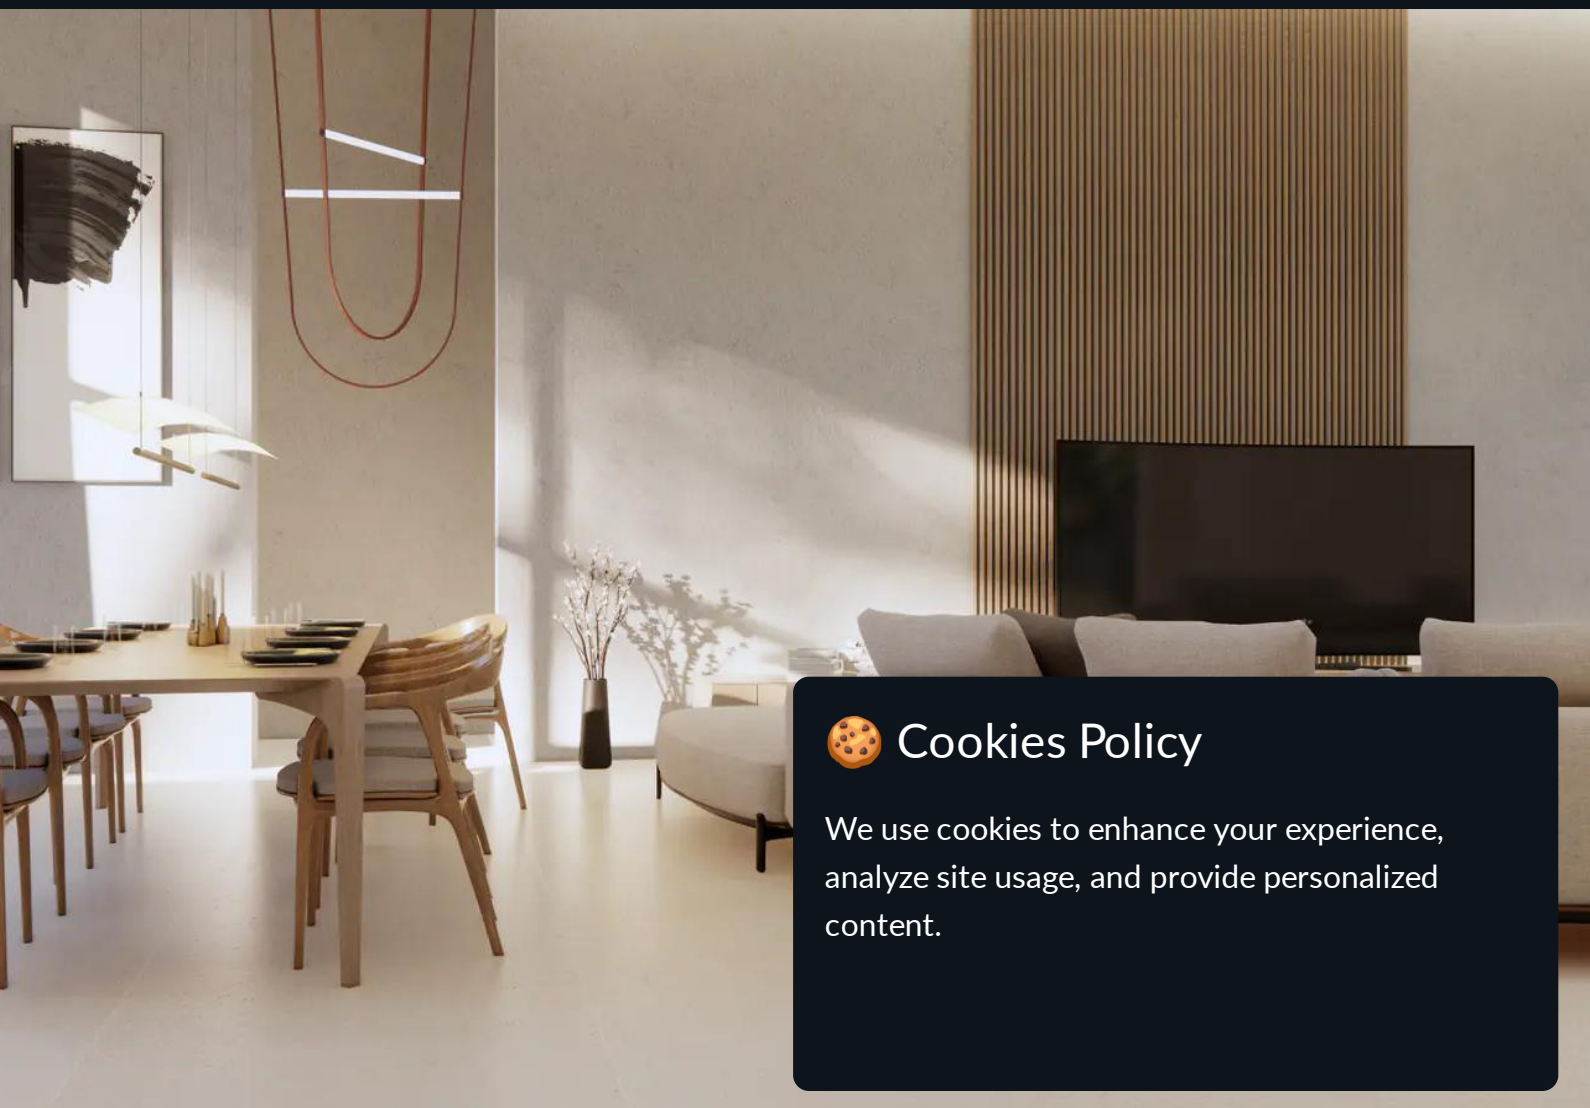 🍪 Cookies Policy
We use cookies to enhance your experience,
analyze site usage, and provide personalized
content.